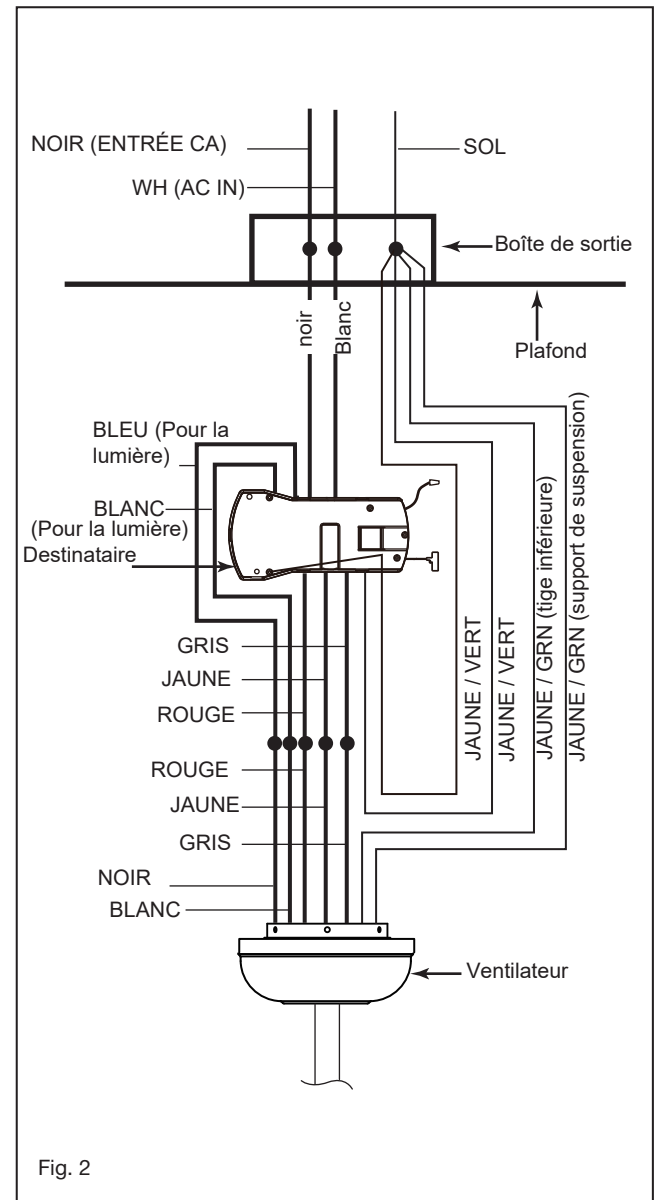 NOIR (ENTRÉE CA)
SOL
WH (AC IN)
Boîte de sortie
noir
Blanc
Plafond
BLEU (Pour la
lumière)
BLANC
(Pour la lumière)
Destinataire
JAUNE / VERT
JAUNE / VERT
JAUNE / GRN (tige inférieure)
JAUNE / GRN (support de suspension)
GRIS
JAUNE
ROUGE
ROUGE
JAUNE
GRIS
NOIR
BLANC
Ventilateur
Fig. 2